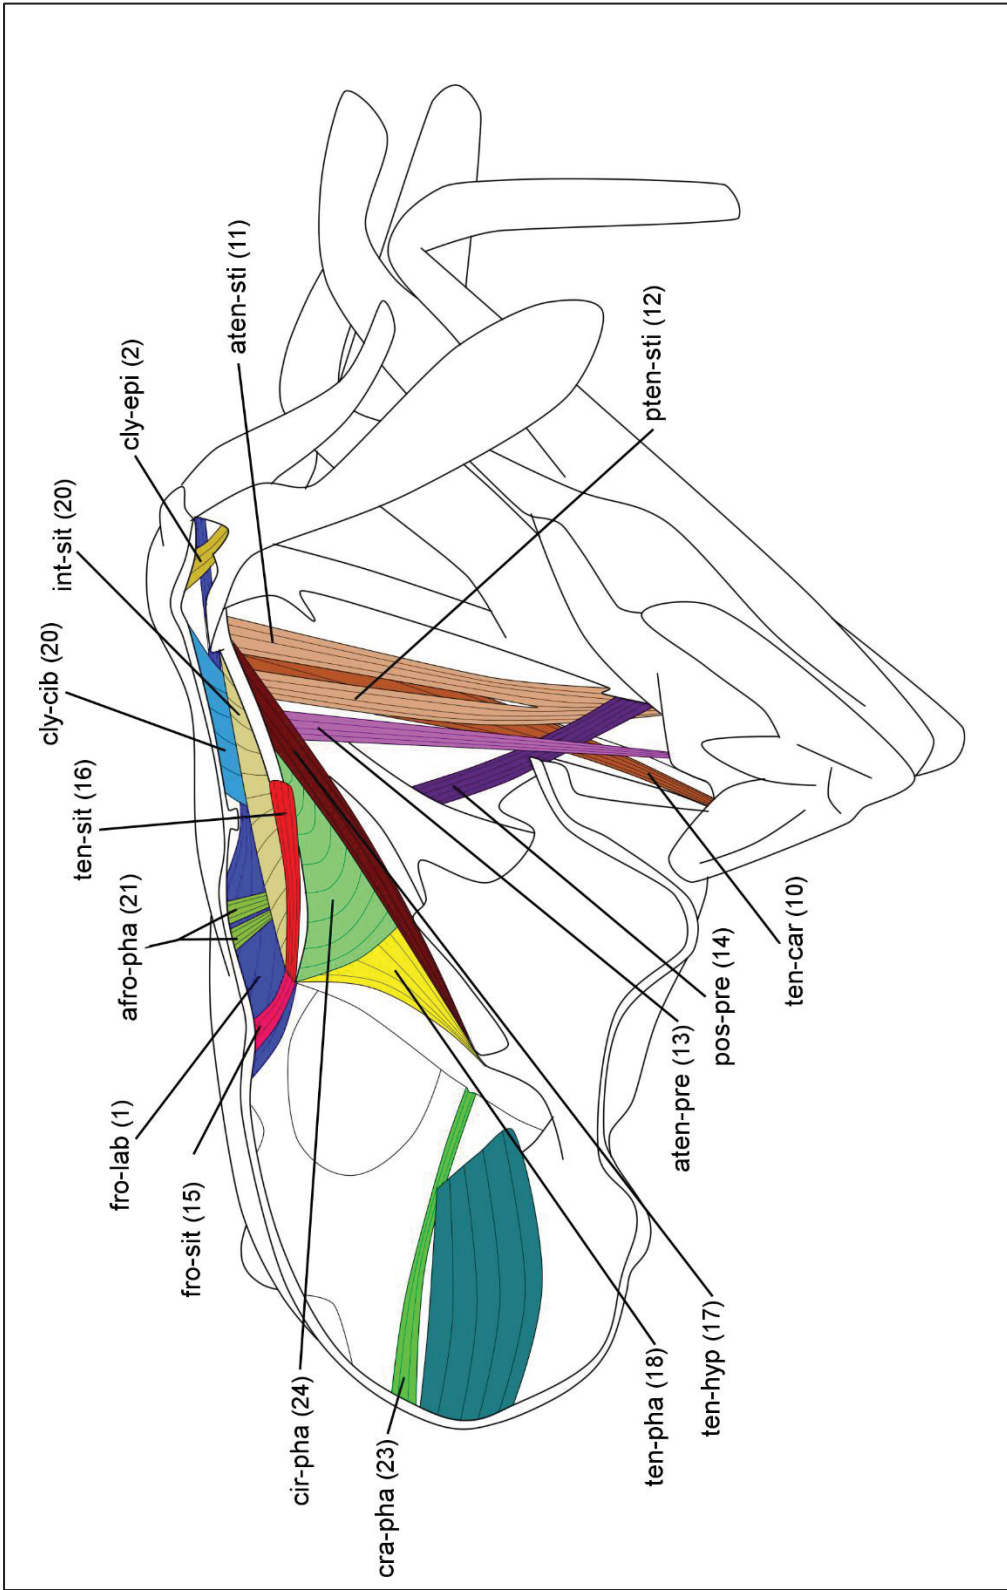 cra-pha (23)
cir-pha (24)
fro-sit (15)
fro-lab (1)
afro-pha (21)
ten-sit (16)
cly-cib (20)
int-sit (20)
cly-epi (2)
aten-sti (11)
pten-sti (12)
ten-pha (18)
ten-hyp (17)
aten-pre (13)
pos-pre (14)
ten-car (10)